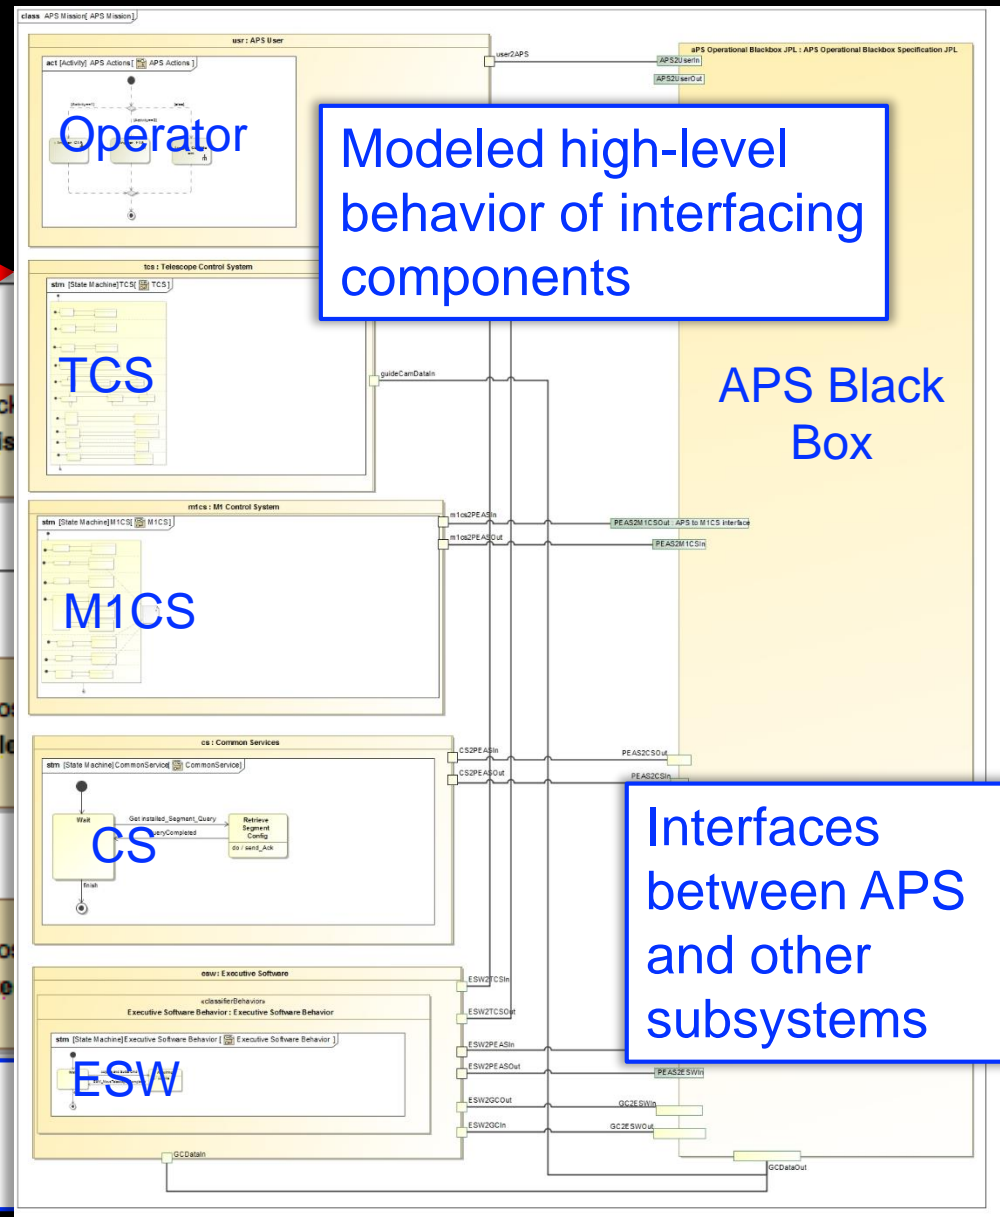 class APS Mission[ APS Mission]
usr : APS User
act [Activity] APS Actions[ APS Actions ]
[else]
Operator
user2APS
aPS Operational Blackbox JPL : APS Operational Blackbox Specification JPL
APS2UserIn
APS2UserOut
Modeled high-level
behavior of interfacing
components
tcs : Telescope Control System
stm [State Machine]TCS[ TCS]
TCS
guideCamDataIn
APS Black
Box
m1cs : M1 Control System
stm [State Machine]M1CS[ M1CS]
M1CS
m1cs2PEASIn
m1cs2PEASOut
PEAS2M1CSOut : APS to M1CS interface
PEAS2M1CSIn
cs : Common Services
stm [State Machine]CommonService[ CommonService]
Wait
Get Installed_Segment_Query
QueryCompleted
Retrieve
Segment
Config
do / send_Ack
finish
CS
CS2PEASIn
CS2PEASOut
PEAS2CSOut
PEAS2CSIn
Interfaces
between APS
and other
subsystems
esw : Executive Software
«classifierBehavior»
Executive Software Behavior : Executive Software Behavior
stm [State Machine]Executive Software Behavior [ Executive Software Behavior ]
ESW
ESW2TCSIn
ESW2TCSOut
ESW2PEASIn
ESW2PEASOut
PEAS2ESWIn
ESW2GCOut
GC2ESWIn
ESW2GCIn
GC2ESWOut
GCDataIn
GCDataOut